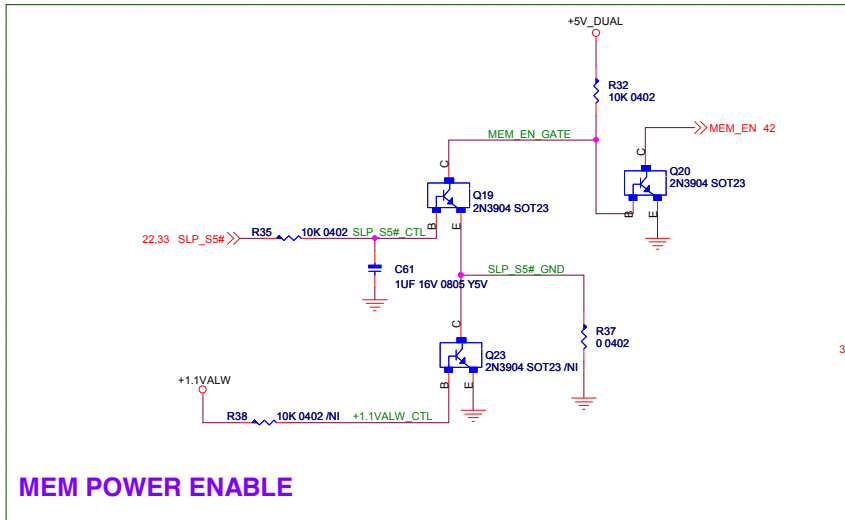 +5V_DUAL
R32
10K 0402
MEM_EN_GATE
MEM_EN 42
C
C
Q20
2N3904 SOT23
Q19
2N3904 SOT23
B
E
22,33 SLP_S5#
R35
10K 0402
SLP_S5#_CTL
B
E
C61
1UF 16V 0805 Y5V
SLP_S5#_GND
C
R37
0 0402
Q23
2N3904 SOT23 /NI
3
+1.1VALW
B
E
R38
10K 0402 /NI
+1.1VALW_CTL
MEM POWER ENABLE